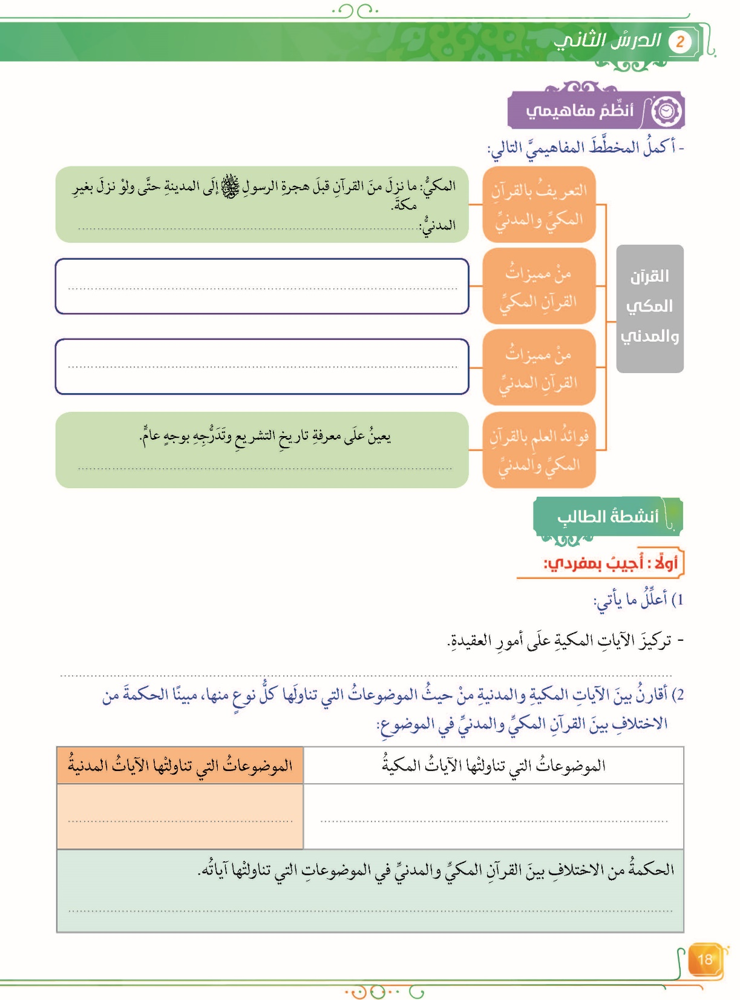 2 الدرسُ الثاني
أنظِّمُ مفاهيمي
- أكملُ المخطَّطَ المفاهيميَّ التالي:
القرآن
المكي
والمدني
التعريفُ بالقرآنِ
المكيِّ والمدنيِّ
المكيُّ: ما نزلَ منَ القرآنِ قبلَ هجرةِ الرسولِ ﷺ إلَى المدينةِ حتَّى ولوْ نزلَ بغيرِ
مكةَ.
المدنيُّ:
منْ مميزاتُ
القرآنِ المكيِّ
منْ مميزاتُ
القرآنِ المدنيِّ
فوائدُ العلمِ بالقرآنِ
المكيِّ والمدنيِّ
يعينُ علَى معرفةِ تاريخِ التشريعِ وتَدَرُّجِهِ بوجهٍ عامٍّ.
أنشطةُ الطالبِ
أولًا : أُجيبُ بمفردي:
1) أعلِّلُ ما يأتي:
- تركيزَ الآياتِ المكيةِ علَى أمورِ العقيدةِ.
2) أقارنُ بينَ الآياتِ المكيةِ والمدنيةِ منْ حيثُ الموضوعاتُ التي تناولَها كلُّ نوعٍ منها، مبينًا الحكمةَ من
الاختلافِ بينَ القرآنِ المكيِّ والمدنيِّ في الموضوعِ:
الموضوعاتُ التي تناولتْها الآياتُ المكيةُ
الموضوعاتُ التي تناولتْها الآياتُ المدنيةُ
الحكمةُ من الاختلافِ بينَ القرآنِ المكيِّ والمدنيِّ في الموضوعاتِ التي تناولتْها آياتُه.
18